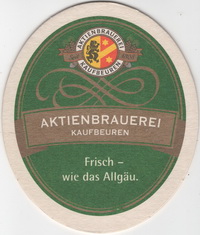 AKTIENBRAUEREI
KAUFBEUREN
AKTIENBRAUEREI
KAUFBEUREN
Frisch –
wie das Allgäu.